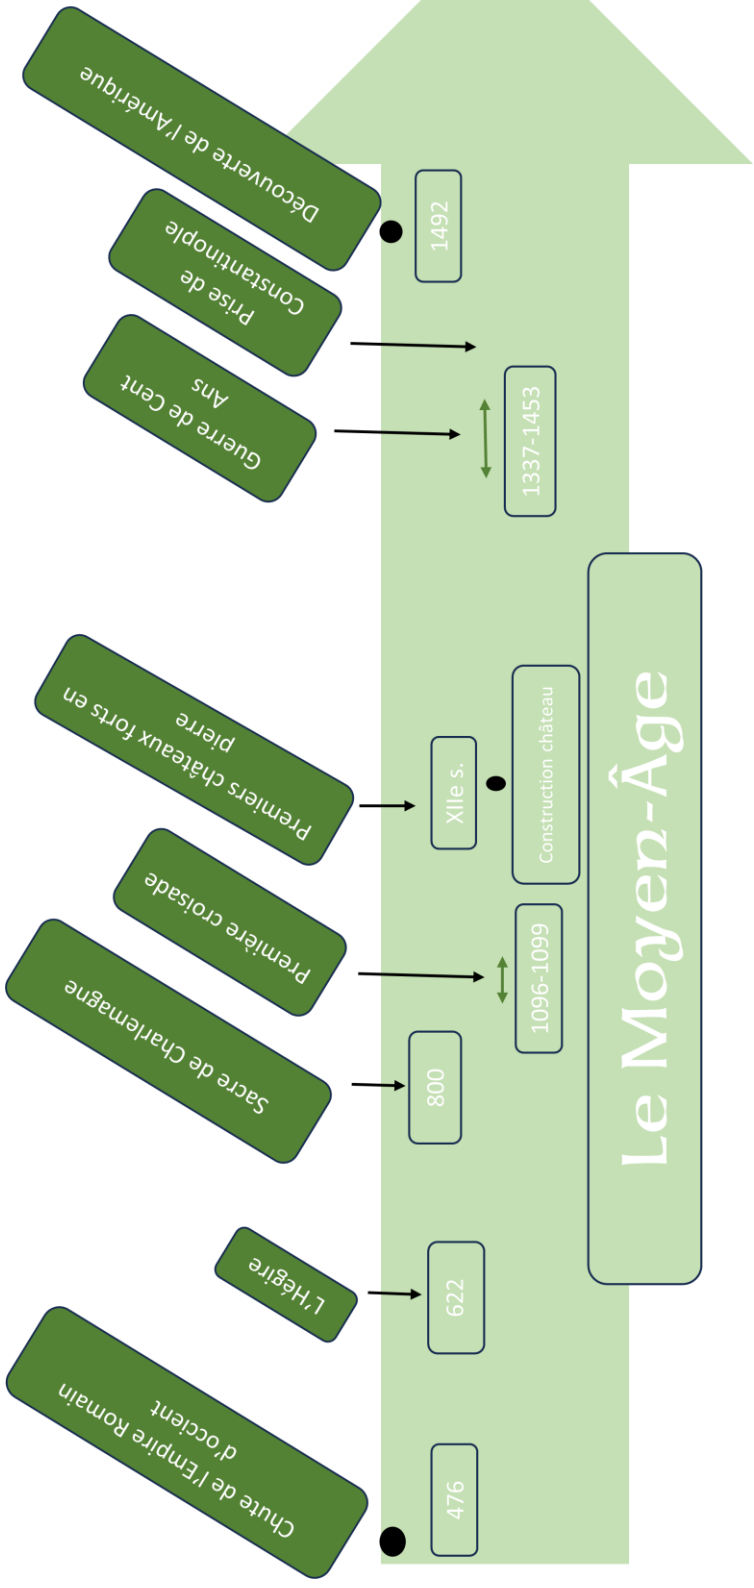 Chute de l'Empire Romain
d'occident
L'Hégire
Sacre de Charlemagne
Première croisade
Premiers châteaux forts en
pierre
Guerre de Cent
Ans
Prise de
Constantinople
Découverte de l'Amérique
476
622
800
1096-1099
XIIe s.
Construction château
1337-1453
1492
Le Moyen-Âge